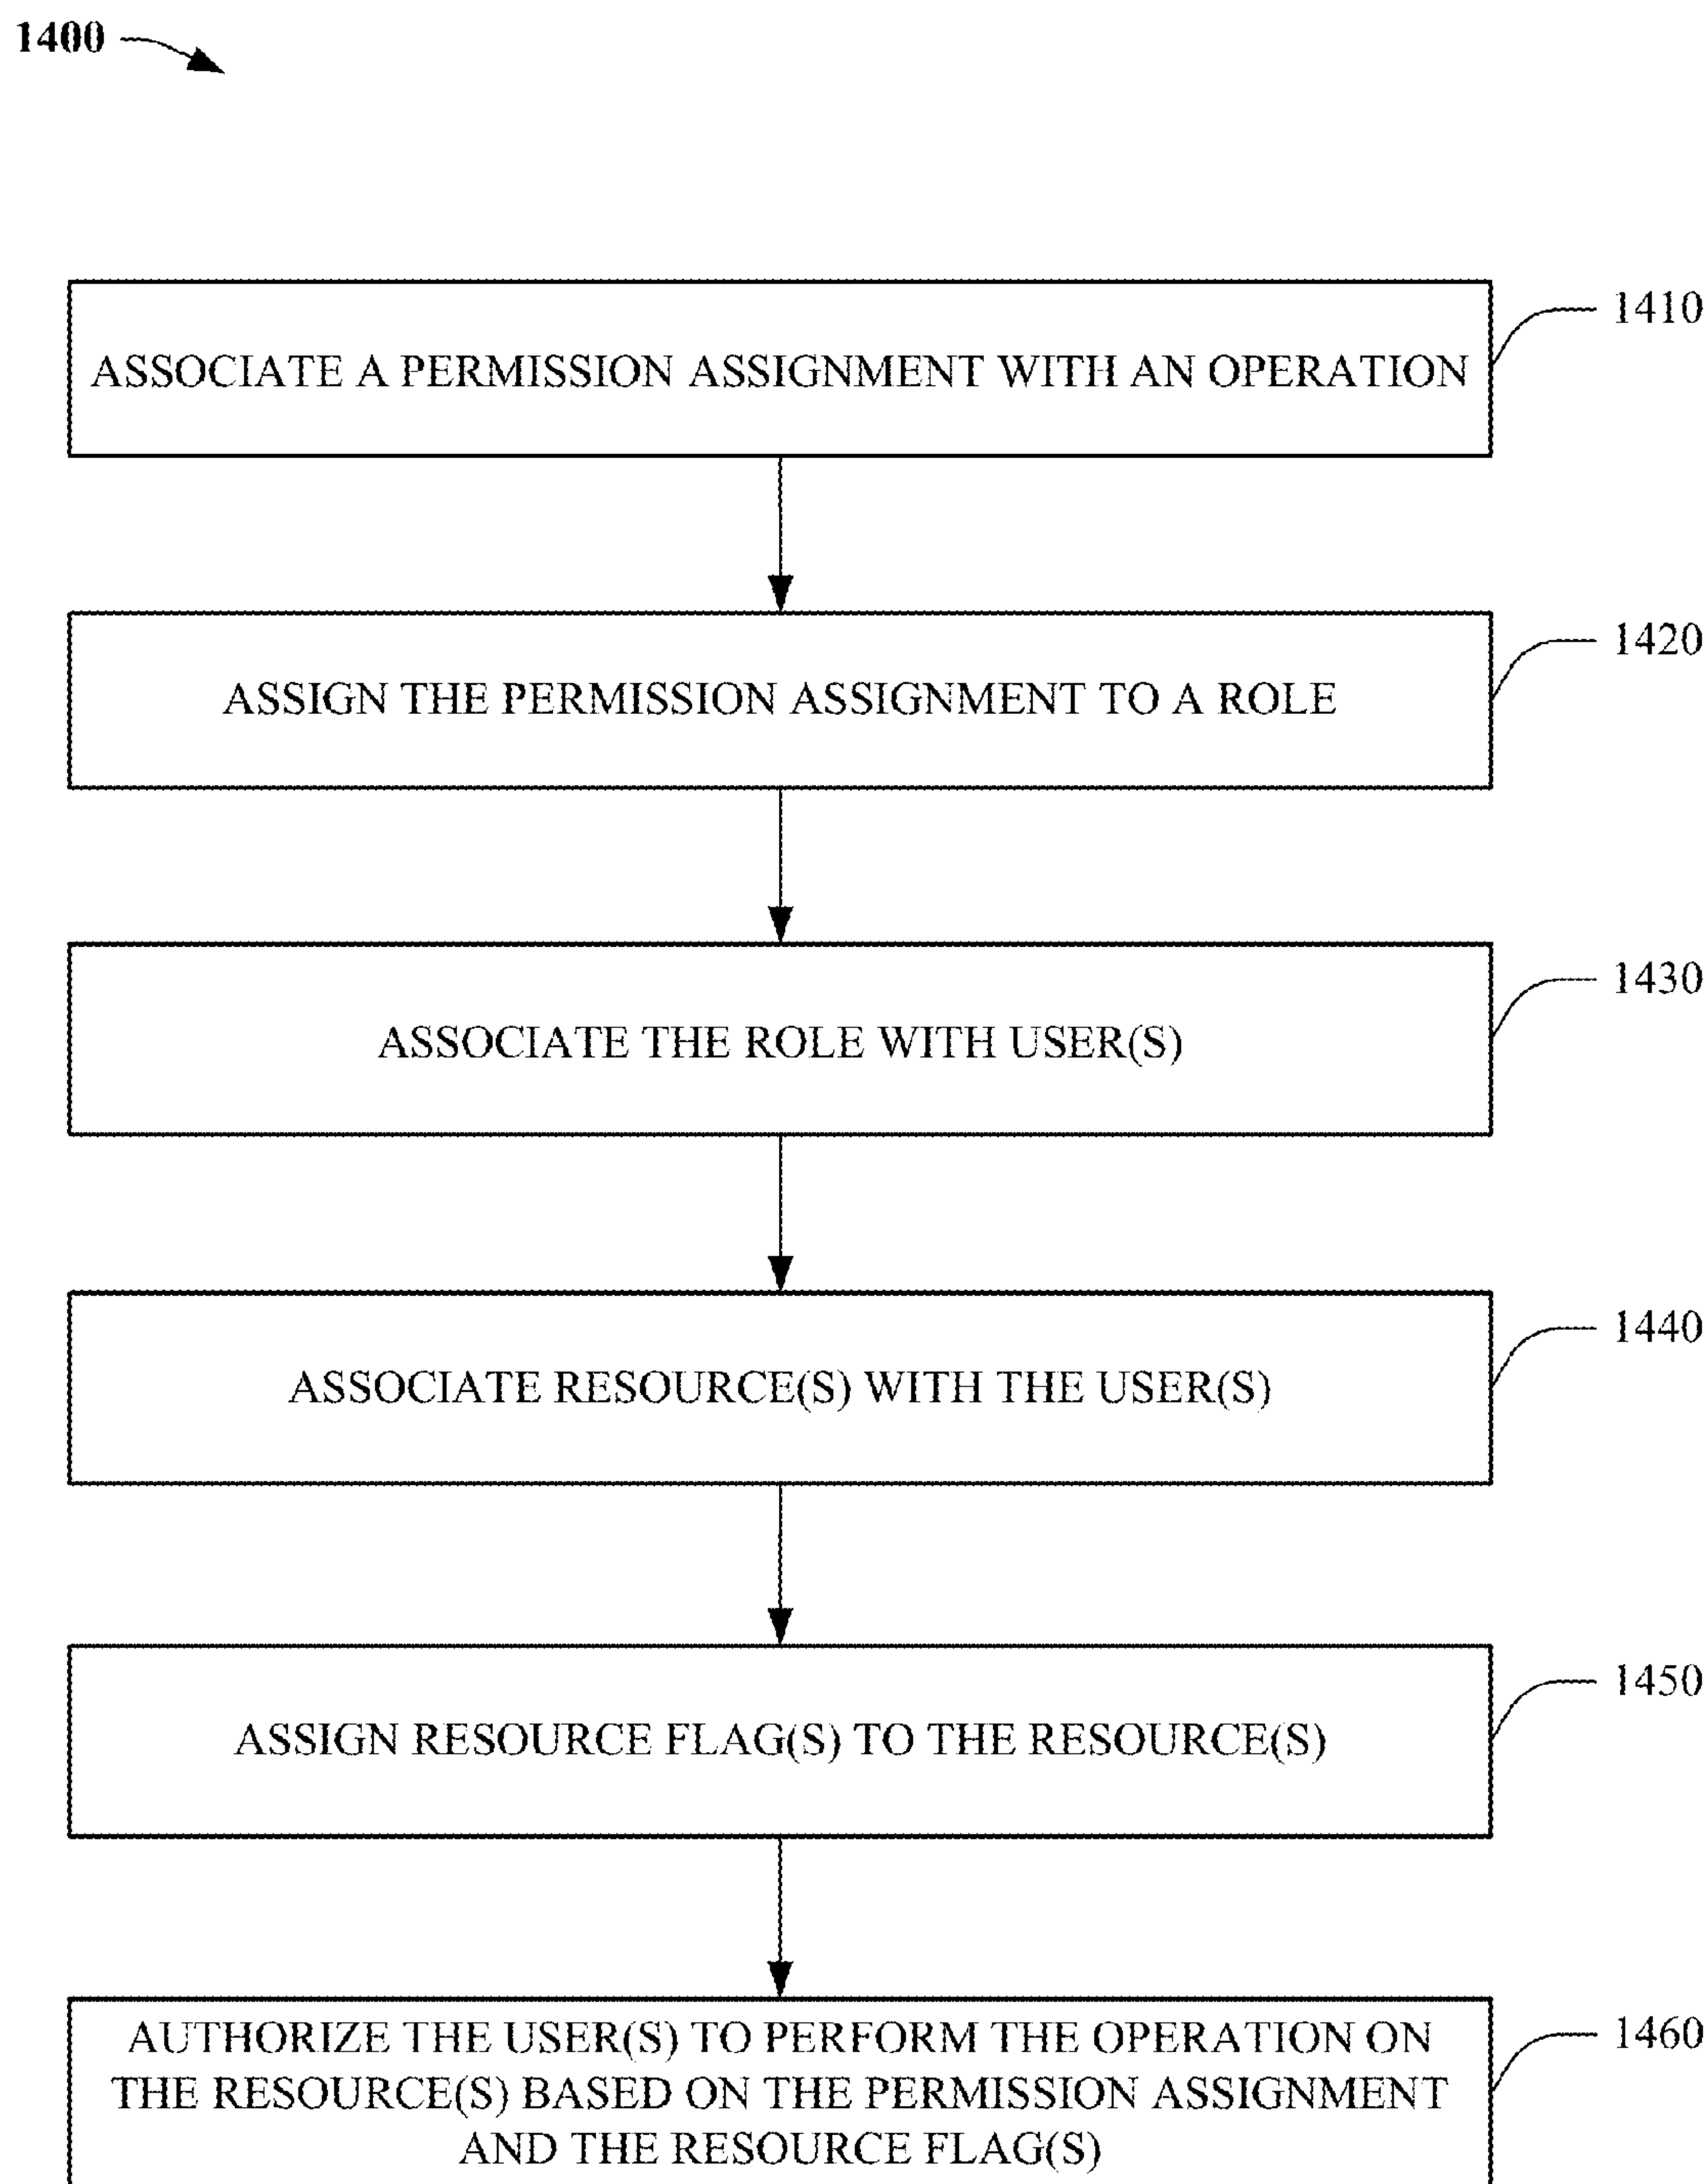 1400
ASSOCIATE A PERMISSION ASSIGNMENT WITH AN OPERATION
1410
ASSIGN THE PERMISSION ASSIGNMENT TO A ROLE
1420
ASSOCIATE THE ROLE WITH USER(S)
1430
ASSOCIATE RESOURCE(S) WITH THE USER(S)
1440
ASSIGN RESOURCE FLAG(S) TO THE RESOURCE(S)
1450
AUTHORIZE THE USER(S) TO PERFORM THE OPERATION ON
THE RESOURCE(S) BASED ON THE PERMISSION ASSIGNMENT
AND THE RESOURCE FLAG(S)
1460